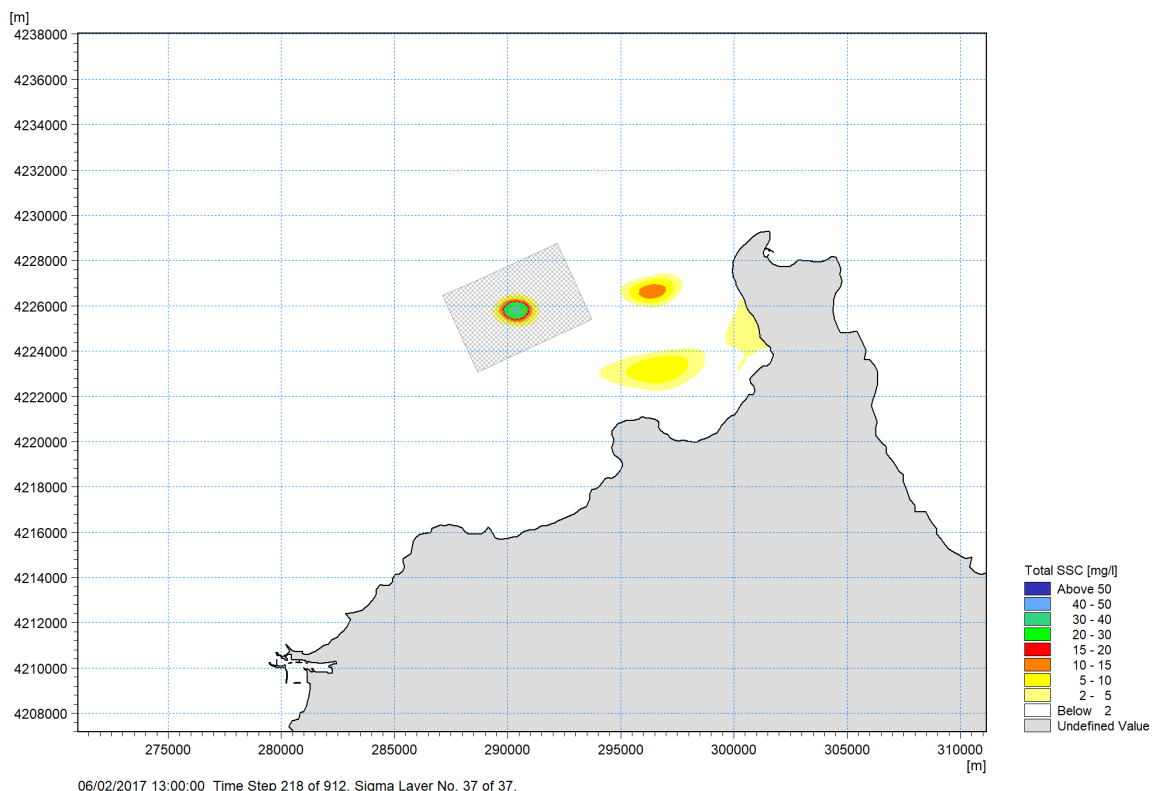 [m]
4238000
4236000
4234000
4232000
4230000
4228000
4226000
4224000
4222000
4220000
4218000
4216000
4214000
4212000
4210000
4208000
275000 280000 285000 290000 295000 300000 305000 310000
[m]
Total SSC [mg/l]
Above 50
40 - 50
30 - 40
20 - 30
15 - 20
10 - 15
5 - 10
2 - 5
Below 2
Undefined Value
06/02/2017 13:00:00 Time Step 218 of 912. Sigma Layer No. 37 of 37.